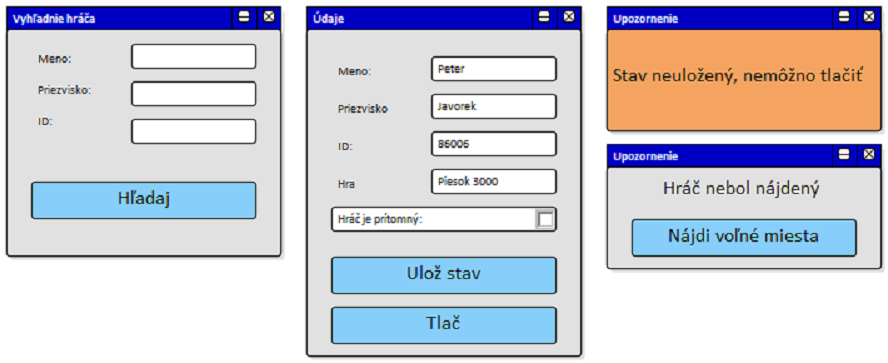 Vyhľadnie hráča
Meno:
Priezvisko:
ID:
Hľadaj
Údaje
Meno: Peter
Priezvisko Javorek
ID: 86006
Hra Piesok 3000
Hráč je prítomný:
Ulož stav
Tlač
Upozornenie
Stav neuložený, nemôžno tlačiť
Upozornenie
Hráč nebol nájdený
Nájdi voľné miesta